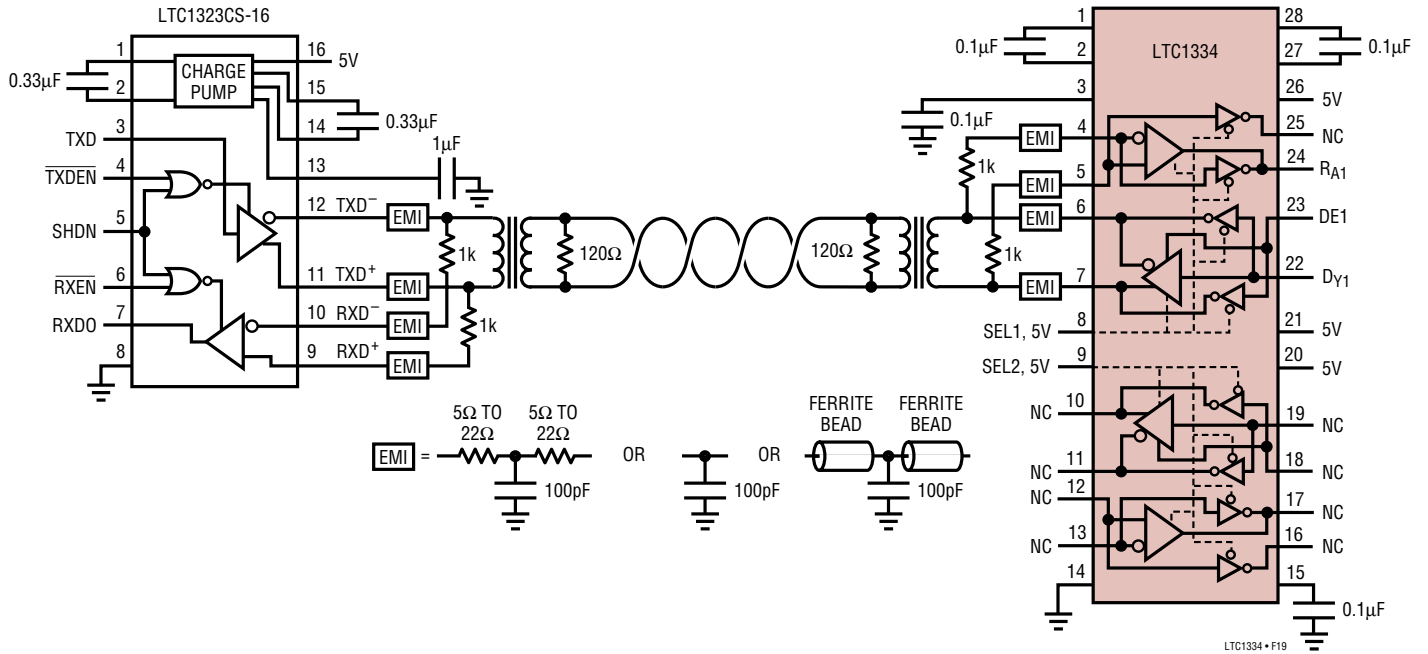 LTC1323CS-16
1
2
3
4
5
6
7
8
16
15
14
13
12
11
10
9
0.33µF
CHARGE
PUMP
5V
0.33µF
1µF
TXD
T̅X̅D̅E̅N̅
SHDN
R̅X̅E̅N̅
RXDO
TXD⁻
TXD⁺
RXD⁻
RXD⁺
EMI
EMI
EMI
EMI
1k
1k
120Ω
120Ω
1k
1k
EMI
EMI
EMI
EMI
LTC1334
0.1µF
0.1µF
0.1µF
1
2
3
4
5
6
7
8
9
10
11
12
13
14
28
27
26
25
24
23
22
21
20
19
18
17
16
15
5V
NC
R_A1
DE1
D_Y1
5V
5V
NC
NC
NC
NC
SEL1, 5V
SEL2, 5V
NC
NC
NC
NC
0.1µF
EMI =
5Ω TO
22Ω
5Ω TO
22Ω
100pF
OR
100pF
OR
FERRITE
BEAD
FERRITE
BEAD
100pF
LTC1334 • F19